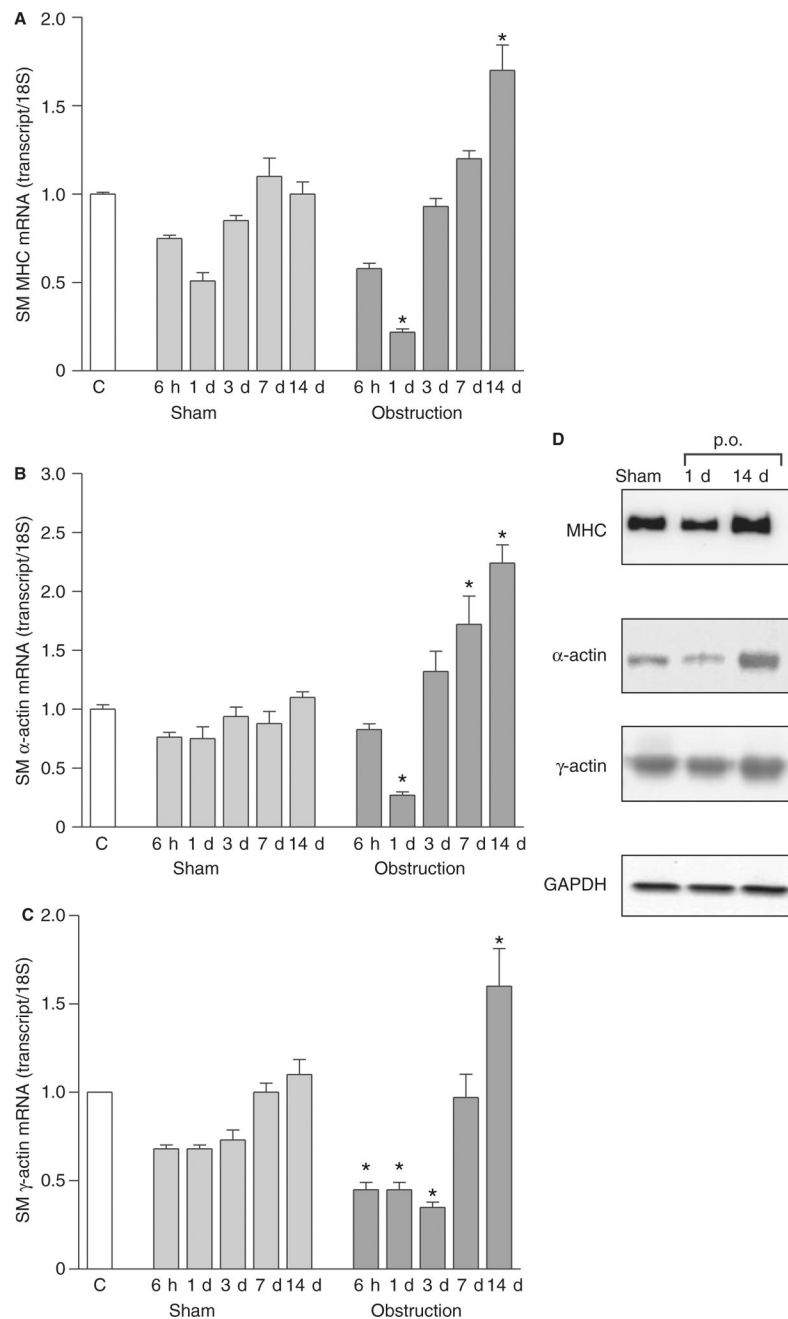 A
SM MHC mRNA (transcript/18S)
2.0
1.5
1.0
0.5
0
*
*
C 6 h 1 d 3 d 7 d 14 d 6 h 1 d 3 d 7 d 14 d
Sham Obstruction
B
SM α-actin mRNA (transcript/18S)
3.0
2.5
2.0
1.5
1.0
0.5
0
*
*
*
C 6 h 1 d 3 d 7 d 14 d 6 h 1 d 3 d 7 d 14 d
Sham Obstruction
C
SM γ-actin mRNA (transcript/18S)
2.0
1.5
1.0
0.5
0
*
*
*
*
C 6 h 1 d 3 d 7 d 14 d 6 h 1 d 3 d 7 d 14 d
Sham Obstruction
D
p.o.
Sham 1 d 14 d
MHC
α-actin
γ-actin
GAPDH